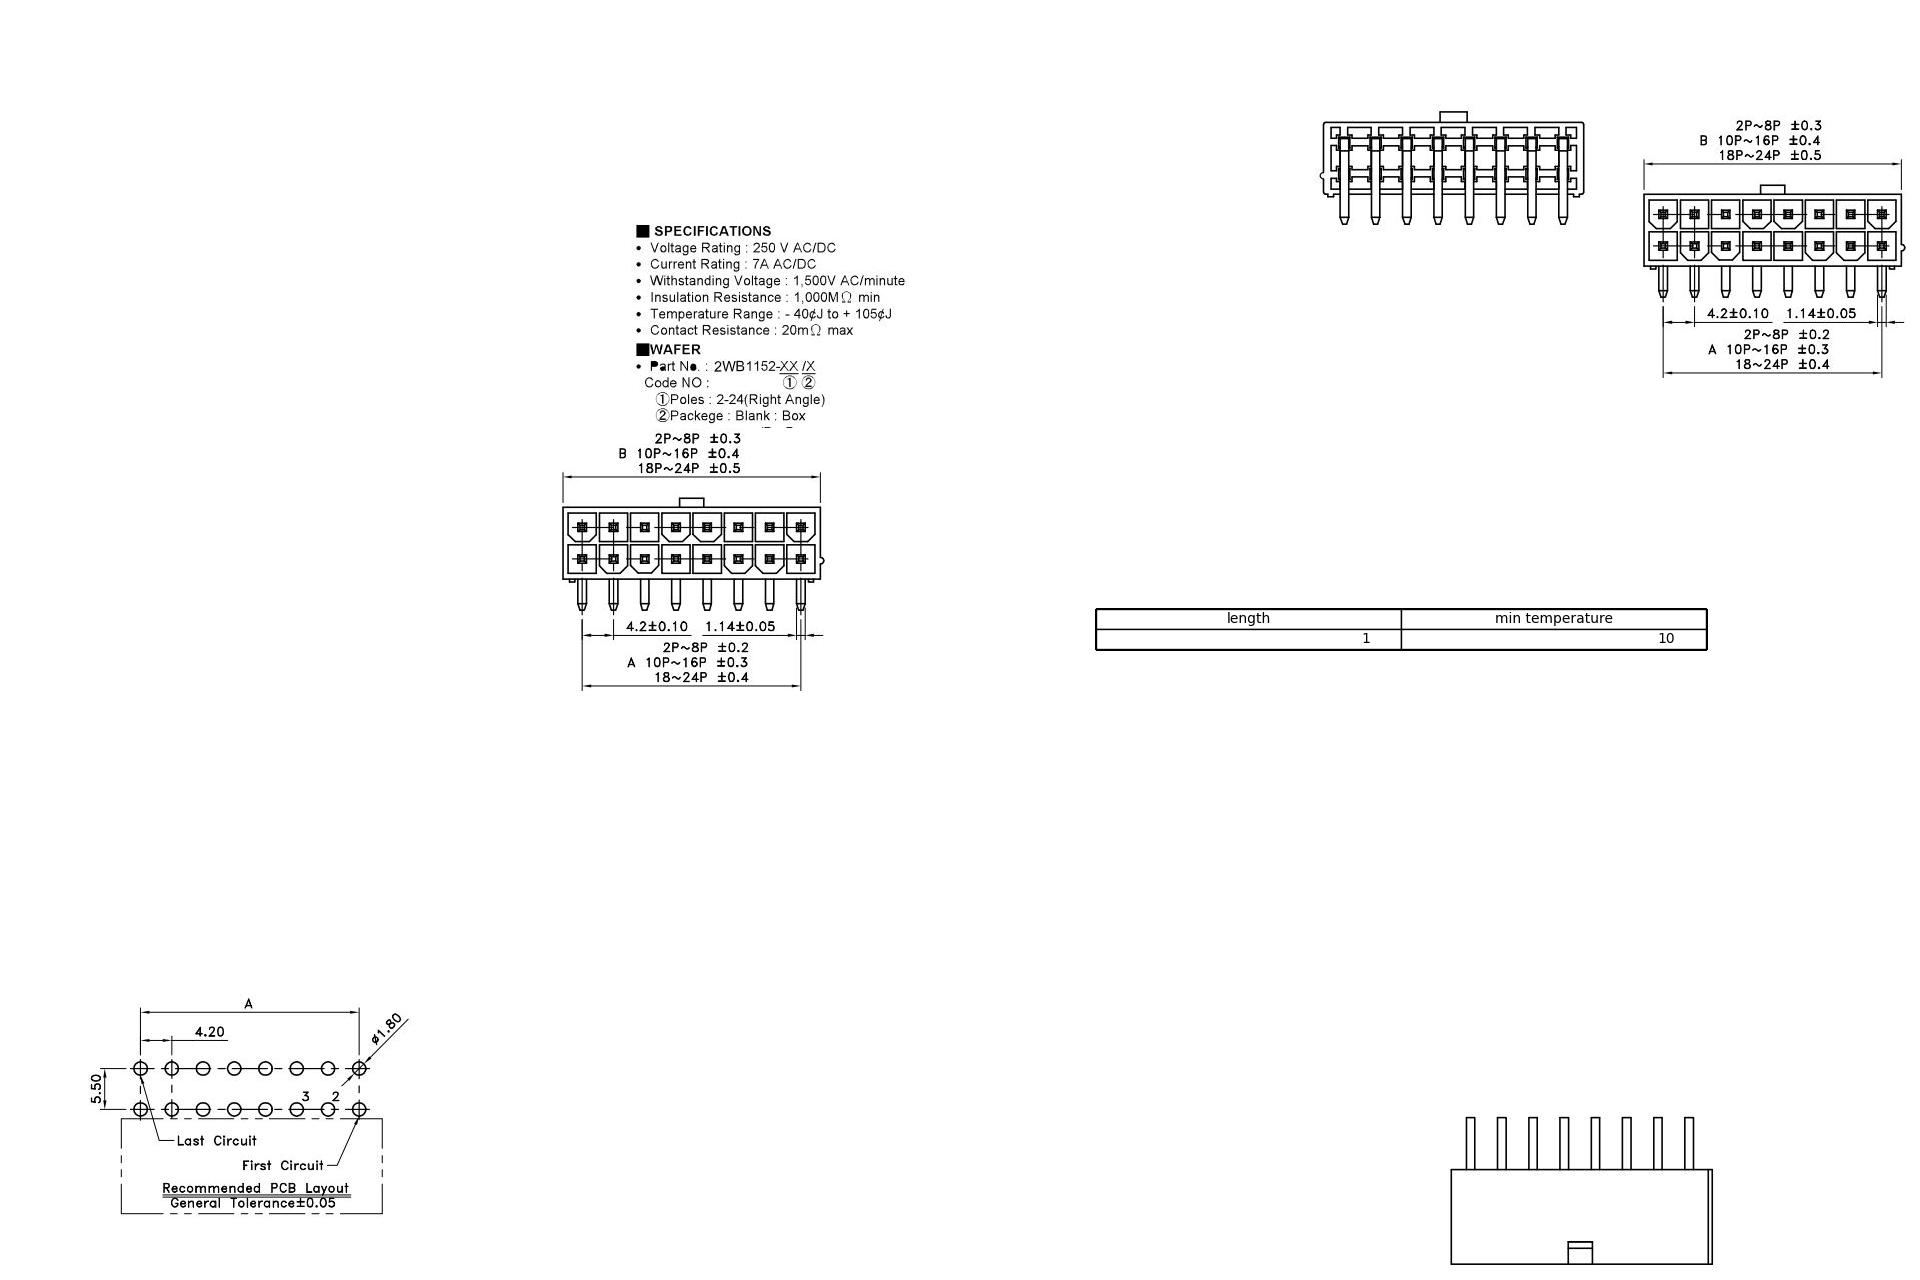 2P~8P ±0.3
B 10P~16P ±0.4
18P~24P ±0.5
4.2±0.10 1.14±0.05
2P~8P ±0.2
A 10P~16P ±0.3
18~24P ±0.4
■ SPECIFICATIONS
• Voltage Rating : 250 V AC/DC
• Current Rating : 7A AC/DC
• Withstanding Voltage : 1,500V AC/minute
• Insulation Resistance : 1,000MΩ min
• Temperature Range : - 40¢J to + 105¢J
• Contact Resistance : 20mΩ max
■WAFER
• Part No. : 2WB1152-XX /X
Code NO : ① ②
①Poles : 2-24(Right Angle)
②Packege : Blank : Box
2P~8P ±0.3
B 10P~16P ±0.4
18P~24P ±0.5
4.2±0.10 1.14±0.05
2P~8P ±0.2
A 10P~16P ±0.3
18~24P ±0.4
length min temperature
1 10
A
4.20
ø1.80
5.50
3 2
Last Circuit
First Circuit
Recommended PCB Layout
General Tolerance±0.05